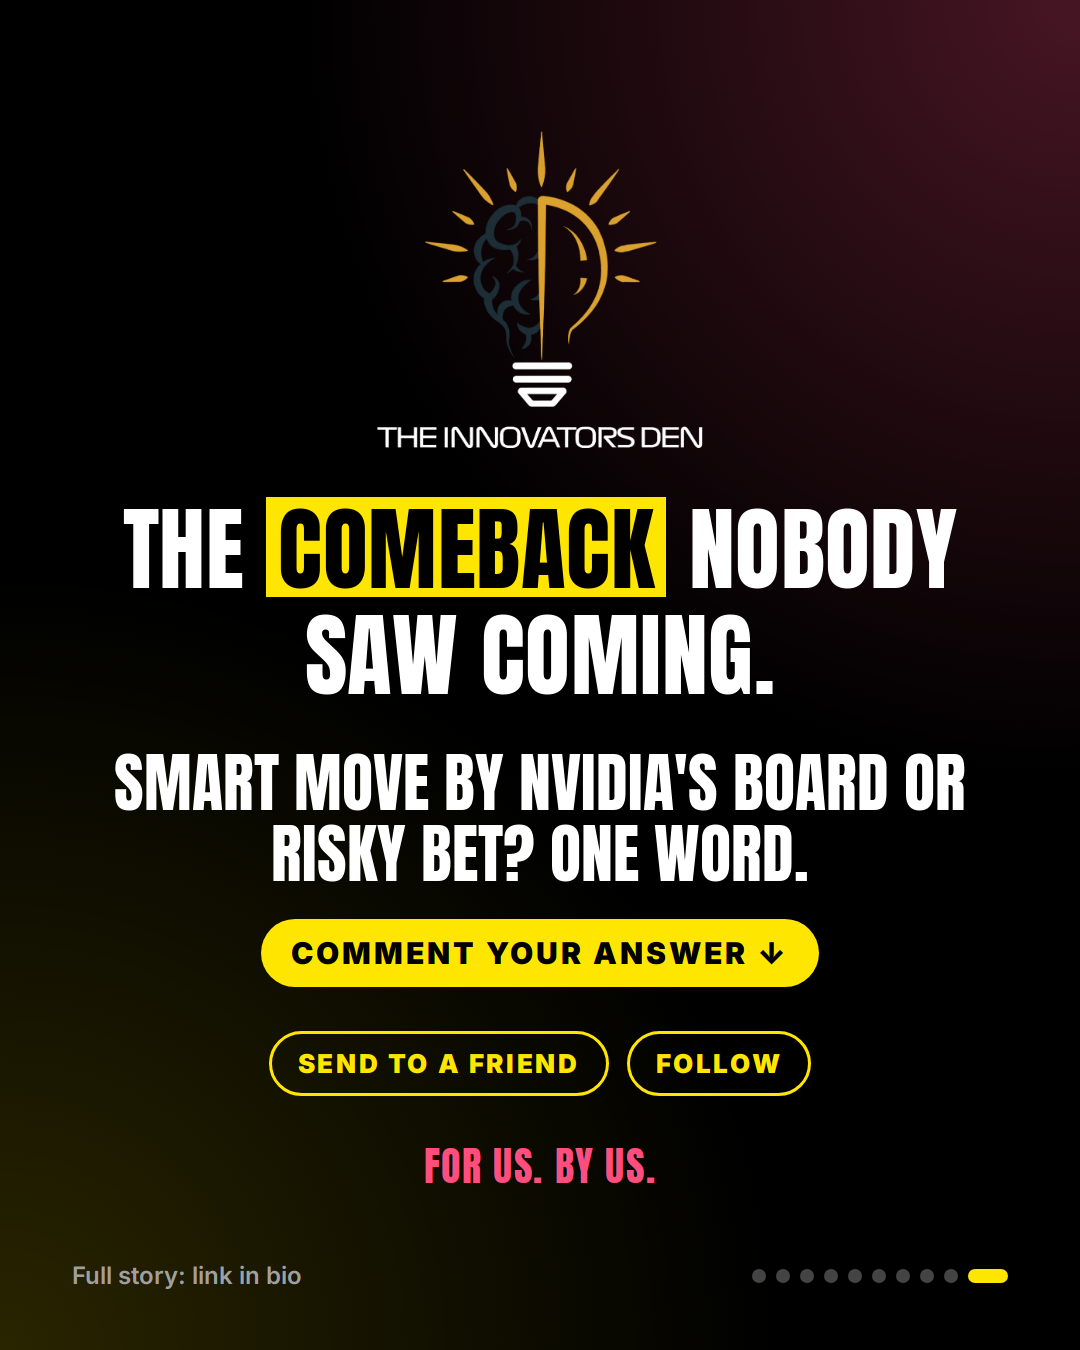 THE INNOVATORS DEN
THE COMEBACK NOBODY
SAW COMING.
SMART MOVE BY NVIDIA'S BOARD OR
RISKY BET? ONE WORD.
COMMENT YOUR ANSWER ↓
SEND TO A FRIEND
FOLLOW
FOR US. BY US.
Full story: link in bio